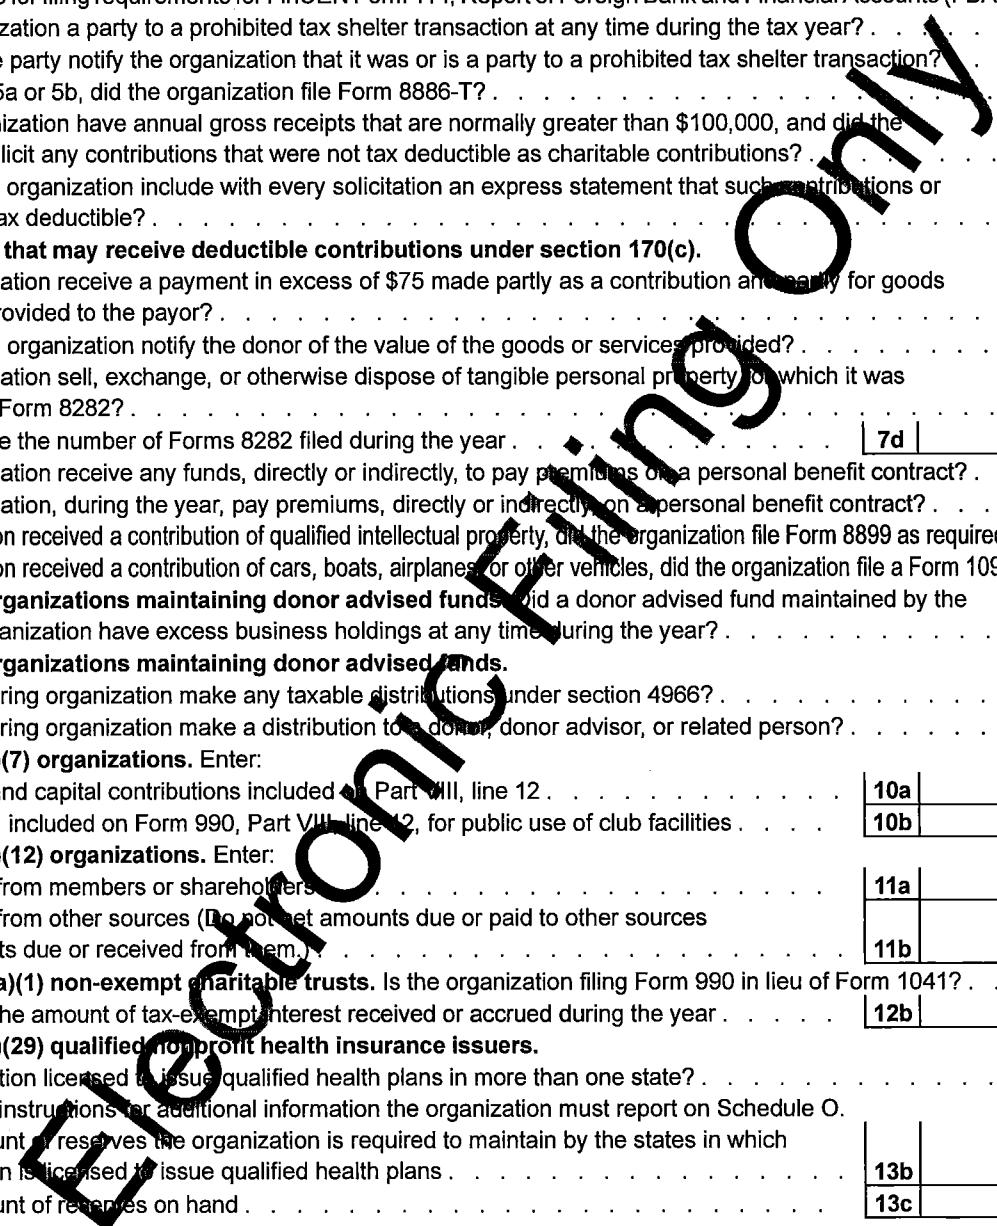 zation a party to a prohibited tax shelter transaction at any time during the tax year? . . . .
party notify the organization that it was or is a party to a prohibited tax shelter transaction? .
5a or 5b, did the organization file Form 8886-T? . . . . . . . . . . . . . . . . . .
ization have annual gross receipts that are normally greater than $100,000, and did the
licit any contributions that were not tax deductible as charitable contributions? . . . . . . .
organization include with every solicitation an express statement that such contributions or
ax deductible? . . . . . . . . . . . . . . . . . . . . . . . . . . . . .
that may receive deductible contributions under section 170(c).
ation receive a payment in excess of $75 made partly as a contribution and partly for goods
rovided to the payor? . . . . . . . . . . . . . . . . . . . . . . . . . . .
organization notify the donor of the value of the goods or services provided? . . . . . . .
ation sell, exchange, or otherwise dispose of tangible personal property for which it was
Form 8282? . . . . . . . . . . . . . . . . . . . . . . . . . . . . . .
e the number of Forms 8282 filed during the year . . . . . . . . . . . . 7d
ation receive any funds, directly or indirectly, to pay premiums on a personal benefit contract? .
ation, during the year, pay premiums, directly or indirectly, on a personal benefit contract? . . .
on received a contribution of qualified intellectual property, did the organization file Form 8899 as required
on received a contribution of cars, boats, airplanes, or other vehicles, did the organization file a Form 109
rganizations maintaining donor advised funds. Did a donor advised fund maintained by the
anization have excess business holdings at any time during the year? . . . . . . . . . .
rganizations maintaining donor advised funds.
ring organization make any taxable distributions under section 4966? . . . . . . . . . .
ring organization make a distribution to a donor, donor advisor, or related person? . . . . . .
(7) organizations. Enter:
nd capital contributions included on Part VIII, line 12 . . . . . . . . . . . 10a
included on Form 990, Part VIII, line 12, for public use of club facilities . . . . 10b
(12) organizations. Enter:
from members or shareholders . . . . . . . . . . . . . . . . . . 11a
from other sources (Do not net amounts due or paid to other sources
ts due or received from them.) . . . . . . . . . . . . . . . . . . 11b
a)(1) non-exempt charitable trusts. Is the organization filing Form 990 in lieu of Form 1041? . .
he amount of tax-exempt interest received or accrued during the year . . . . . 12b
(29) qualified nonprofit health insurance issuers.
tion licensed to issue qualified health plans in more than one state? . . . . . . . . . . .
instructions for additional information the organization must report on Schedule O.
unt of reserves the organization is required to maintain by the states in which
n is licensed to issue qualified health plans . . . . . . . . . . . . . . 13b
unt of reserves on hand . . . . . . . . . . . . . . . . . . . . . 13c
Electronic Filing Only